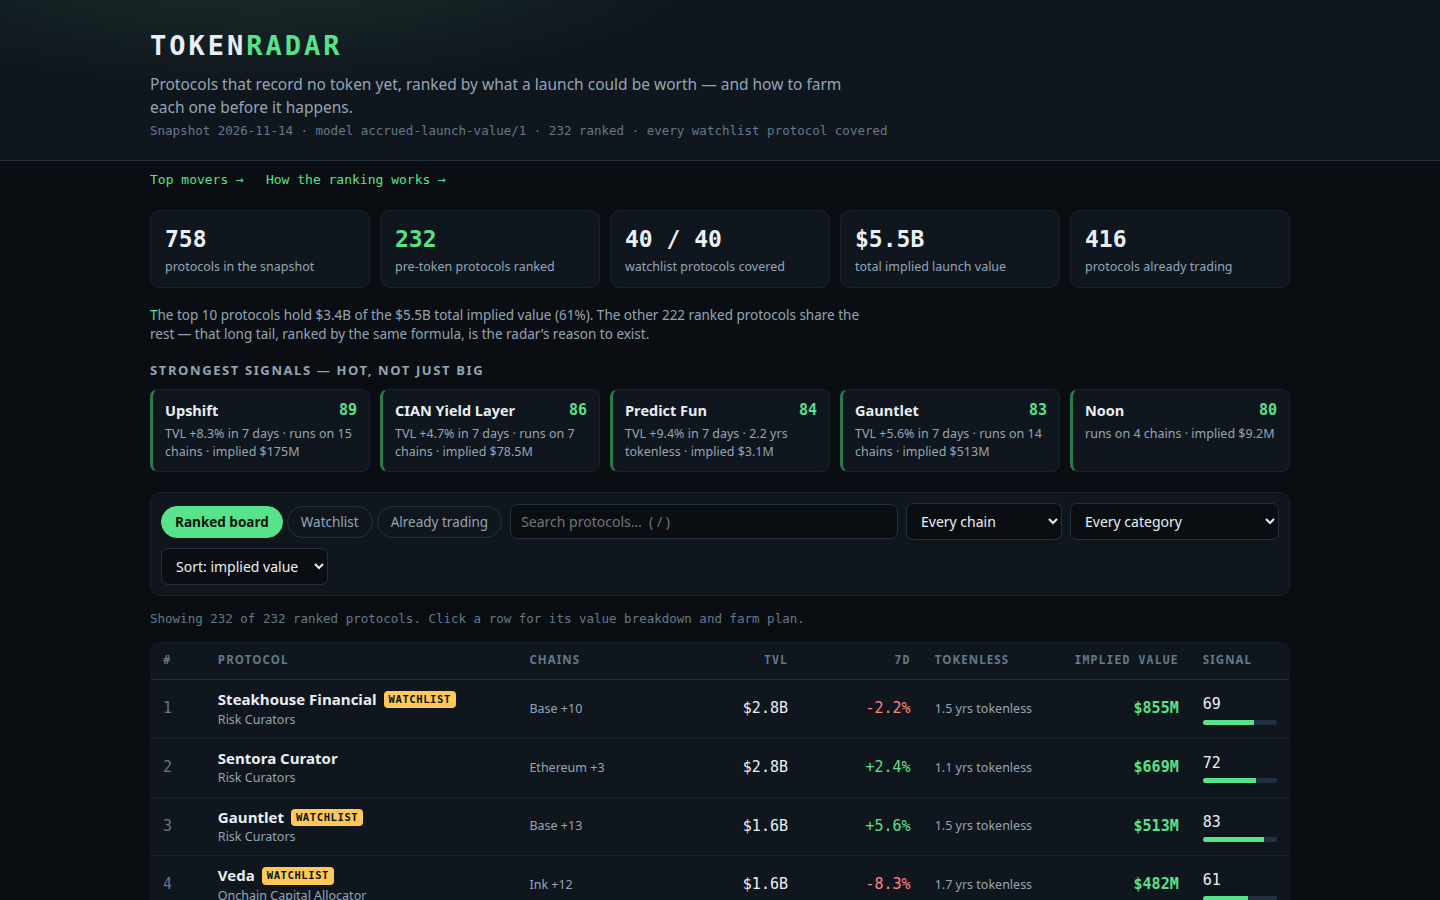 TOKENRADAR
Protocols that record no token yet, ranked by what a launch could be worth — and how to farm
each one before it happens.
Snapshot 2026-11-14 · model accrued-launch-value/1 · 232 ranked · every watchlist protocol covered
Top movers → How the ranking works →
758
protocols in the snapshot
232
pre-token protocols ranked
40 / 40
watchlist protocols covered
$5.5B
total implied launch value
416
protocols already trading
The top 10 protocols hold $3.4B of the $5.5B total implied value (61%). The other 222 ranked protocols share the
rest — that long tail, ranked by the same formula, is the radar’s reason to exist.
STRONGEST SIGNALS — HOT, NOT JUST BIG
Upshift 89
TVL +8.3% in 7 days · runs on 15
chains · implied $175M
CIAN Yield Layer 86
TVL +4.7% in 7 days · runs on 7
chains · implied $78.5M
Predict Fun 84
TVL +9.4% in 7 days · 2.2 yrs
tokenless · implied $3.1M
Gauntlet 83
TVL +5.6% in 7 days · runs on 14
chains · implied $513M
Noon 80
runs on 4 chains · implied $9.2M
Ranked board Watchlist Already trading Search protocols... ( / ) Every chain Every category
Sort: implied value
Showing 232 of 232 ranked protocols. Click a row for its value breakdown and farm plan.
# PROTOCOL CHAINS TVL 7D TOKENLESS IMPLIED VALUE SIGNAL
1 Steakhouse Financial WATCHLIST Base +10 $2.8B -2.2% 1.5 yrs tokenless $855M 69
Risk Curators
2 Sentora Curator Ethereum +3 $2.8B +2.4% 1.1 yrs tokenless $669M 72
Risk Curators
3 Gauntlet WATCHLIST Base +13 $1.6B +5.6% 1.5 yrs tokenless $513M 83
Risk Curators
4 Veda WATCHLIST Ink +12 $1.6B -8.3% 1.7 yrs tokenless $482M 61
Onchain Capital Allocator